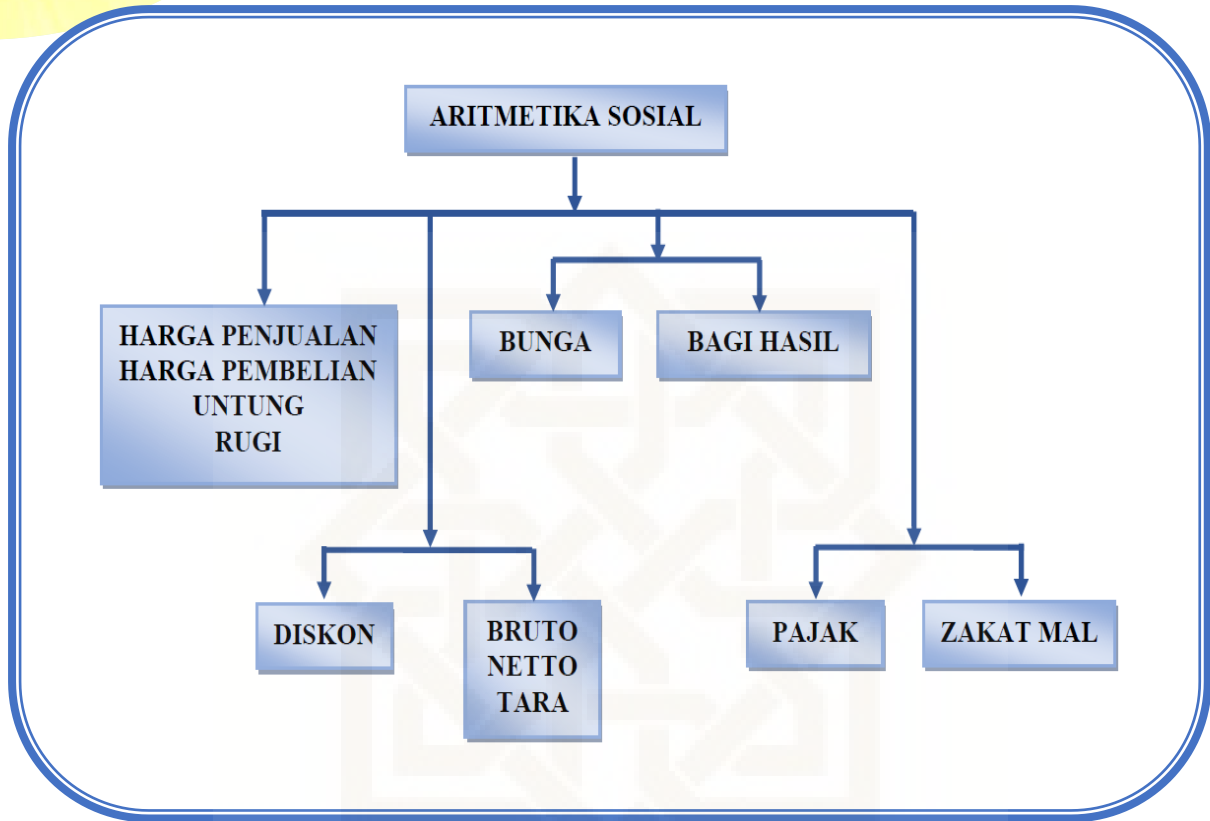 ARITMETIKA SOSIAL
HARGA PENJUALAN
HARGA PEMBELIAN
UNTUNG
RUGI
BUNGA
BAGI HASIL
DISKON
BRUTO
NETTO
TARA
PAJAK
ZAKAT MAL